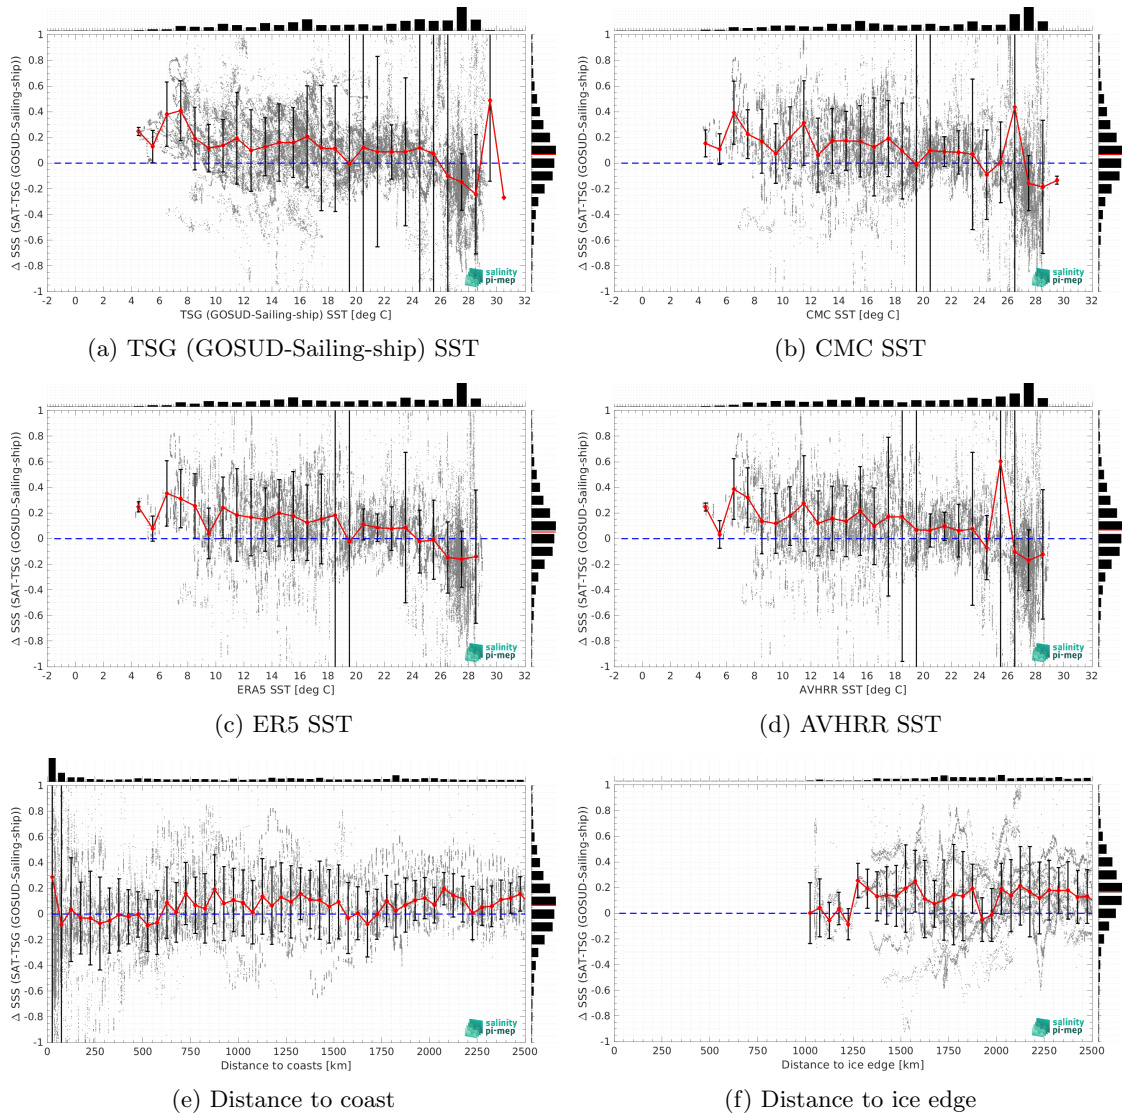 Δ SSS (SAT-TSG (GOSUD-Sailing-ship))
1
0.8
0.6
0.4
0.2
0
-0.2
-0.4
-0.6
-0.8
-1
salinity
pi-mep
-2 0 2 4 6 8 10 12 14 16 18 20 22 24 26 28 30 32
TSG (GOSUD-Sailing-ship) SST [deg C]
(a) TSG (GOSUD-Sailing-ship) SST
Δ SSS (SAT-TSG (GOSUD-Sailing-ship))
1
0.8
0.6
0.4
0.2
0
-0.2
-0.4
-0.6
-0.8
-1
salinity
pi-mep
-2 0 2 4 6 8 10 12 14 16 18 20 22 24 26 28 30 32
CMC SST [deg C]
(b) CMC SST
Δ SSS (SAT-TSG (GOSUD-Sailing-ship))
1
0.8
0.6
0.4
0.2
0
-0.2
-0.4
-0.6
-0.8
-1
salinity
pi-mep
-2 0 2 4 6 8 10 12 14 16 18 20 22 24 26 28 30 32
ERA5 SST [deg C]
(c) ER5 SST
Δ SSS (SAT-TSG (GOSUD-Sailing-ship))
1
0.8
0.6
0.4
0.2
0
-0.2
-0.4
-0.6
-0.8
-1
salinity
pi-mep
-2 0 2 4 6 8 10 12 14 16 18 20 22 24 26 28 30 32
AVHRR SST [deg C]
(d) AVHRR SST
Δ SSS (SAT-TSG (GOSUD-Sailing-ship))
1
0.8
0.6
0.4
0.2
0
-0.2
-0.4
-0.6
-0.8
-1
salinity
pi-mep
0 250 500 750 1000 1250 1500 1750 2000 2250 2500
Distance to coasts [km]
(e) Distance to coast
Δ SSS (SAT-TSG (GOSUD-Sailing-ship))
1
0.8
0.6
0.4
0.2
0
-0.2
-0.4
-0.6
-0.8
-1
salinity
pi-mep
0 250 500 750 1000 1250 1500 1750 2000 2250 2500
Distance to ice edge [km]
(f) Distance to ice edge